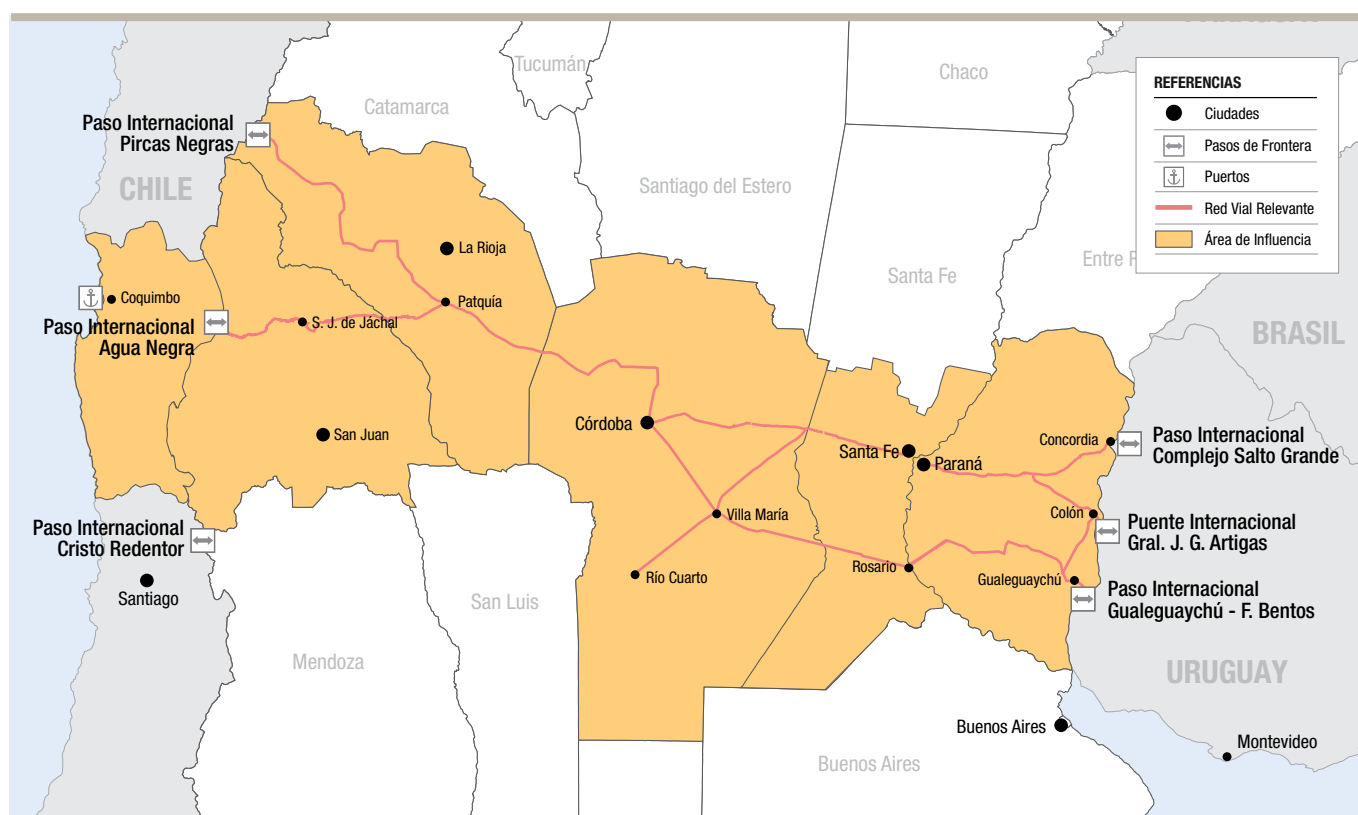 Tucumán
Chaco
Catamarca
REFERENCIAS
Ciudades
Pasos de Frontera
Puertos
Red Vial Relevante
Área de Influencia
Paso Internacional
Pircas Negras
CHILE
Santiago del Estero
La Rioja
Santa Fe
Entre
Coquimbo
Patquía
Paso Internacional
Agua Negra
S. J. de Jáchal
BRASIL
Córdoba
San Juan
Santa Fe
Paraná
Concordia
Paso Internacional
Complejo Salto Grande
Villa María
Colón
Puente Internacional
Gral. J. G. Artigas
Paso Internacional
Cristo Redentor
Santiago
Río Cuarto
Rosario
Gualeguaychú
Paso Internacional
Gualeguaychú - F. Bentos
San Luis
Mendoza
URUGUAY
Buenos Aires
Montevideo
Buenos Aires